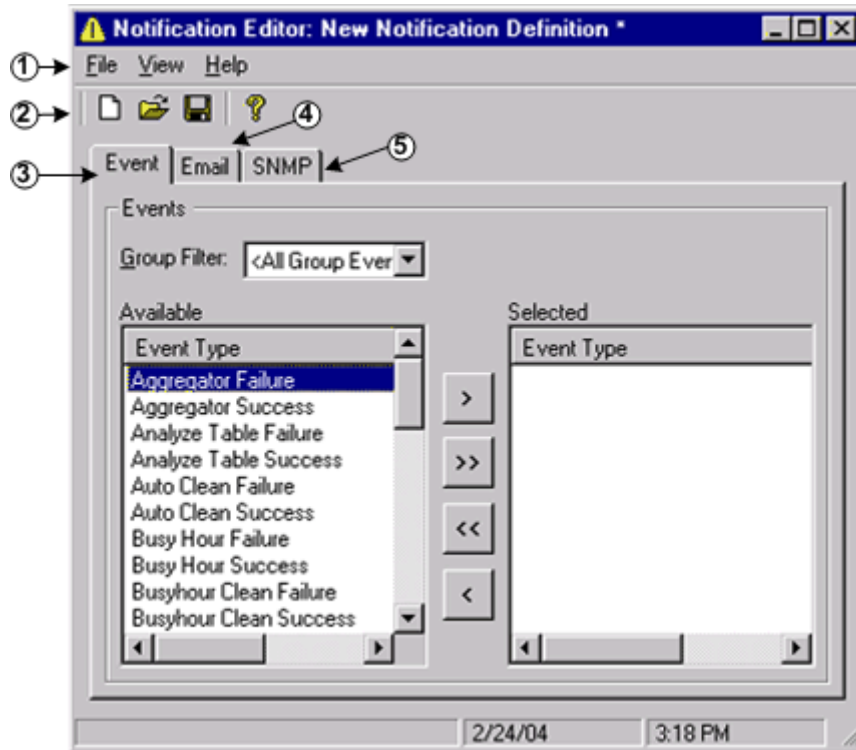 Notification Editor: New Notification Definition *
1 File View Help
2
4
3 Event Email SNMP 5
Events
Group Filter: <All Group Ever
Available Selected
Event Type Event Type
Aggregator Failure
Aggregator Success
Analyze Table Failure
Analyze Table Success
Auto Clean Failure
Auto Clean Success
Busy Hour Failure
Busy Hour Success
Busyhour Clean Failure
Busyhour Clean Success
>
>>
<<
<
2/24/04 3:18 PM